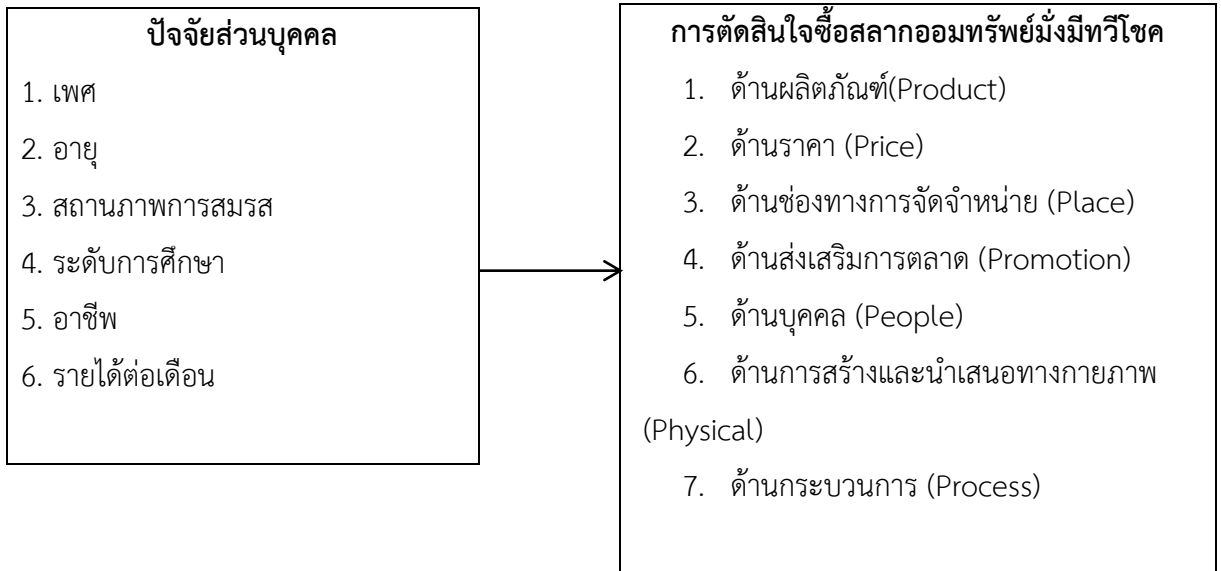 ปัจจัยส่วนบุคคล
1. เพศ
2. อายุ
3. สถานภาพการสมรส
4. ระดับการศึกษา
5. อาชีพ
6. รายได้ต่อเดือน
การตัดสินใจซื้อสลากออมทรัพย์มั่งมีทวีโชค
1. ด้านผลิตภัณฑ์(Product)
2. ด้านราคา (Price)
3. ด้านช่องทางการจัดจำหน่าย (Place)
4. ด้านส่งเสริมการตลาด (Promotion)
5. ด้านบุคคล (People)
6. ด้านการสร้างและนำเสนอทางกายภาพ
(Physical)
7. ด้านกระบวนการ (Process)